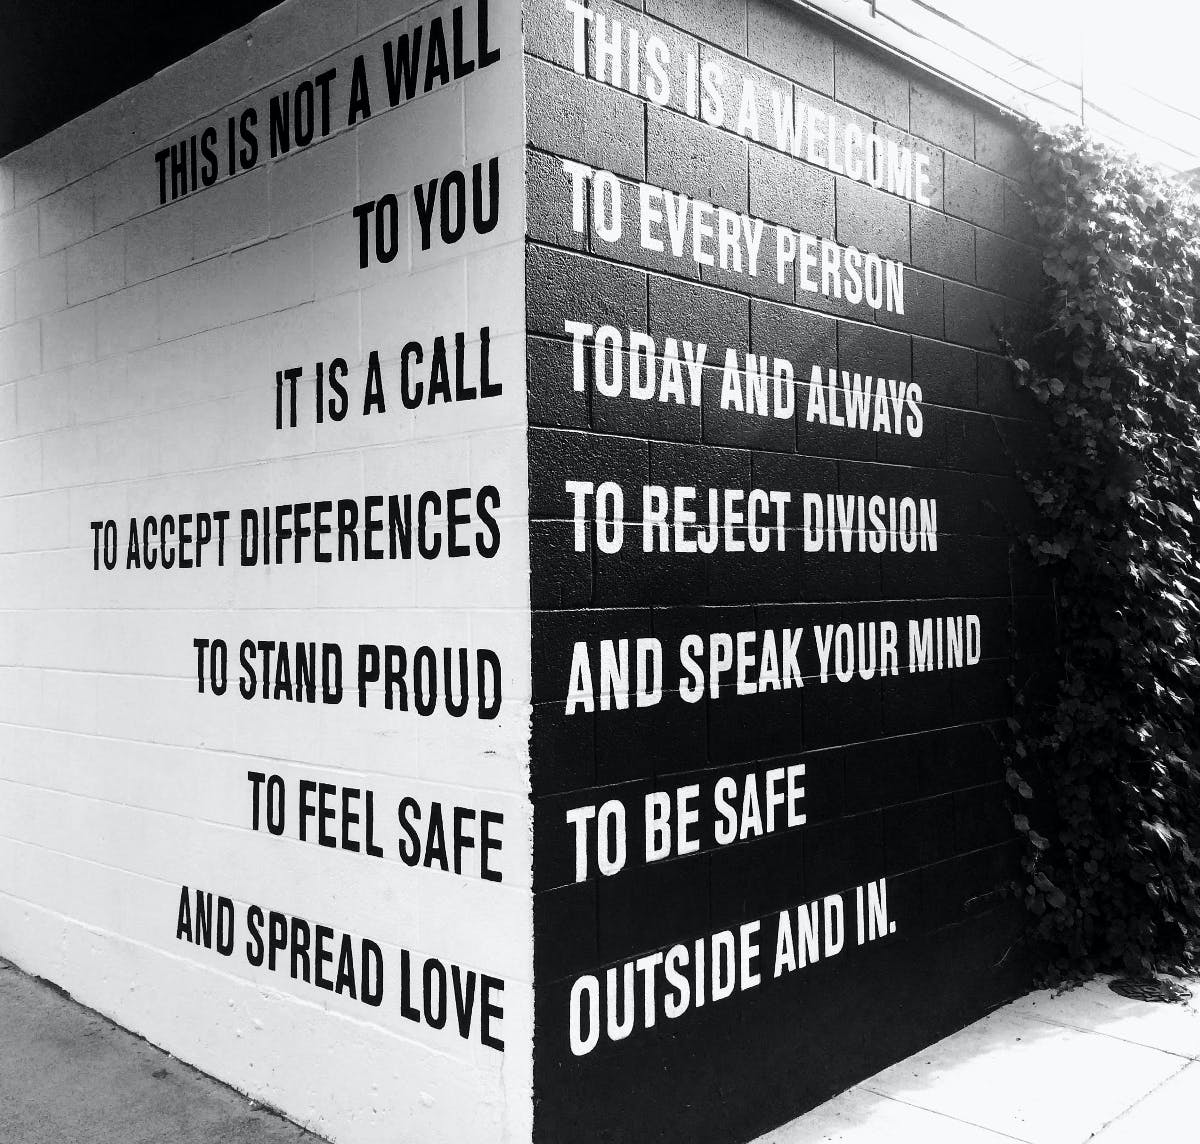 THIS IS NOT A WALL
THIS IS A WELCOME
TO YOU
TO EVERY PERSON
IT IS A CALL
TODAY AND ALWAYS
TO ACCEPT DIFFERENCES
TO REJECT DIVISION
TO STAND PROUD
AND SPEAK YOUR MIND
TO FEEL SAFE
TO BE SAFE
AND SPREAD LOVE
OUTSIDE AND IN.